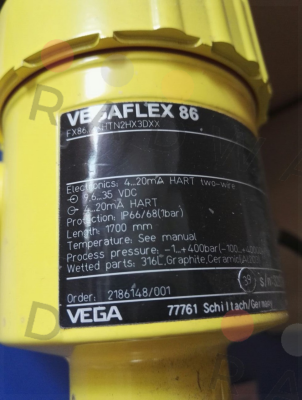 VEGAFLEX 86
Electronics: 4...20mA HART two-wire
9,6...35 VDC
4...20mA HART
Protection: IP66/68(1bar)
Length: 1700 mm
Temperature: See manual
Process pressure: -1...+400bar(-100...+
Wetted parts: 316L,Graphite,Ceramic
39 s/n
Order: 2186148/001
VEGA 77761 Schiltach/Germany